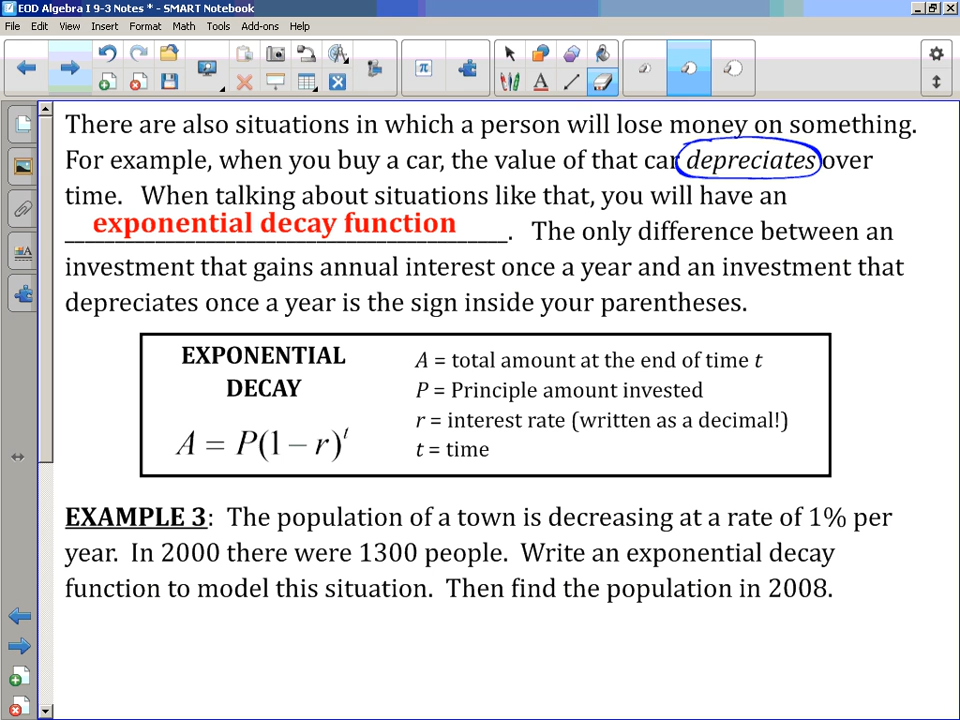 EOD Algebra I 9-3 Notes * - SMART Notebook
File Edit View Insert Format Math Tools Add-ons Help
There are also situations in which a person will lose money on something.
For example, when you buy a car, the value of that car depreciates over
time. When talking about situations like that, you will have an
exponential decay function. The only difference between an
investment that gains annual interest once a year and an investment that
depreciates once a year is the sign inside your parentheses.
EXPONENTIAL
DECAY
A = P(1 − r)^t
A = total amount at the end of time t
P = Principle amount invested
r = interest rate (written as a decimal!)
t = time
EXAMPLE 3: The population of a town is decreasing at a rate of 1% per
year. In 2000 there were 1300 people. Write an exponential decay
function to model this situation. Then find the population in 2008.